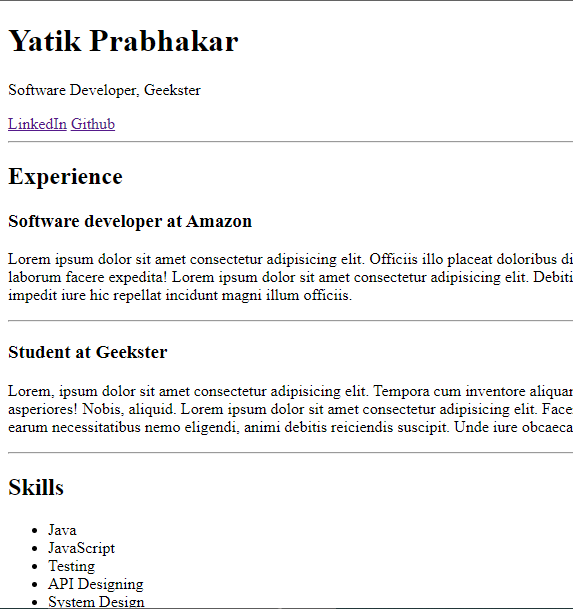 Yatik Prabhakar
Software Developer, Geekster
LinkedIn Github
Experience
Software developer at Amazon
Lorem ipsum dolor sit amet consectetur adipisicing elit. Officiis illo placeat doloribus di
laborum facere expedita! Lorem ipsum dolor sit amet consectetur adipisicing elit. Debiti
impedit iure hic repellat incidunt magni illum officiis.
Student at Geekster
Lorem, ipsum dolor sit amet consectetur adipisicing elit. Tempora cum inventore aliquar
asperiores! Nobis, aliquid. Lorem ipsum dolor sit amet consectetur adipisicing elit. Face
earum necessitatibus nemo eligendi, animi debitis reiciendis suscipit. Unde iure obcaeca
Skills
Java
JavaScript
Testing
API Designing
System Design